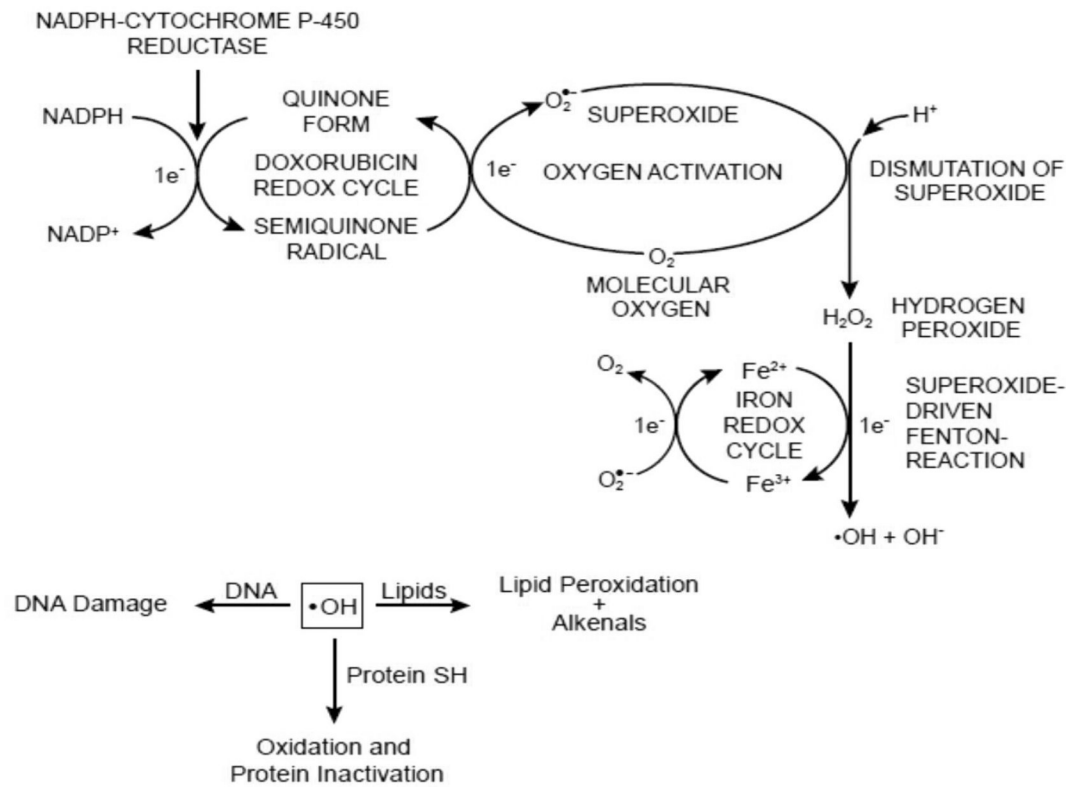 NADPH-CYTOCHROME P-450
REDUCTASE
NADPH
1e⁻
NADP⁺
QUINONE
FORM
DOXORUBICIN
REDOX CYCLE
SEMIQUINONE
RADICAL
1e⁻
O₂•⁻
SUPEROXIDE
OXYGEN ACTIVATION
O₂
MOLECULAR
OXYGEN
H⁺
DISMUTATION OF
SUPEROXIDE
H₂O₂
HYDROGEN
PEROXIDE
O₂
1e⁻
O₂•⁻
Fe²⁺
IRON
REDOX
CYCLE
Fe³⁺
1e⁻
SUPEROXIDE-
DRIVEN
FENTON-
REACTION
•OH + OH⁻
DNA Damage
DNA
•OH
Lipids
Lipid Peroxidation
+
Alkenals
Protein SH
Oxidation and
Protein Inactivation